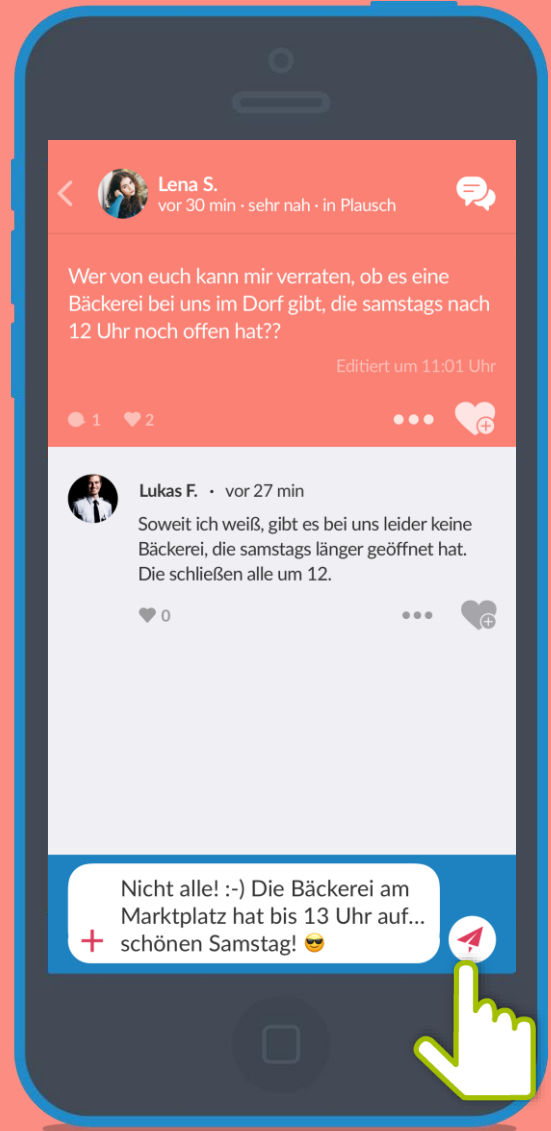 Lena S.
vor 30 min · sehr nah · in Plausch
Wer von euch kann mir verraten, ob es eine
Bäckerei bei uns im Dorf gibt, die samstags nach
12 Uhr noch offen hat??
Editiert um 11:01 Uhr
1 2
Lukas F. · vor 27 min
Soweit ich weiß, gibt es bei uns leider keine
Bäckerei, die samstags länger geöffnet hat.
Die schließen alle um 12.
0
Nicht alle! :-) Die Bäckerei am
Marktplatz hat bis 13 Uhr auf...
schönen Samstag! 😎